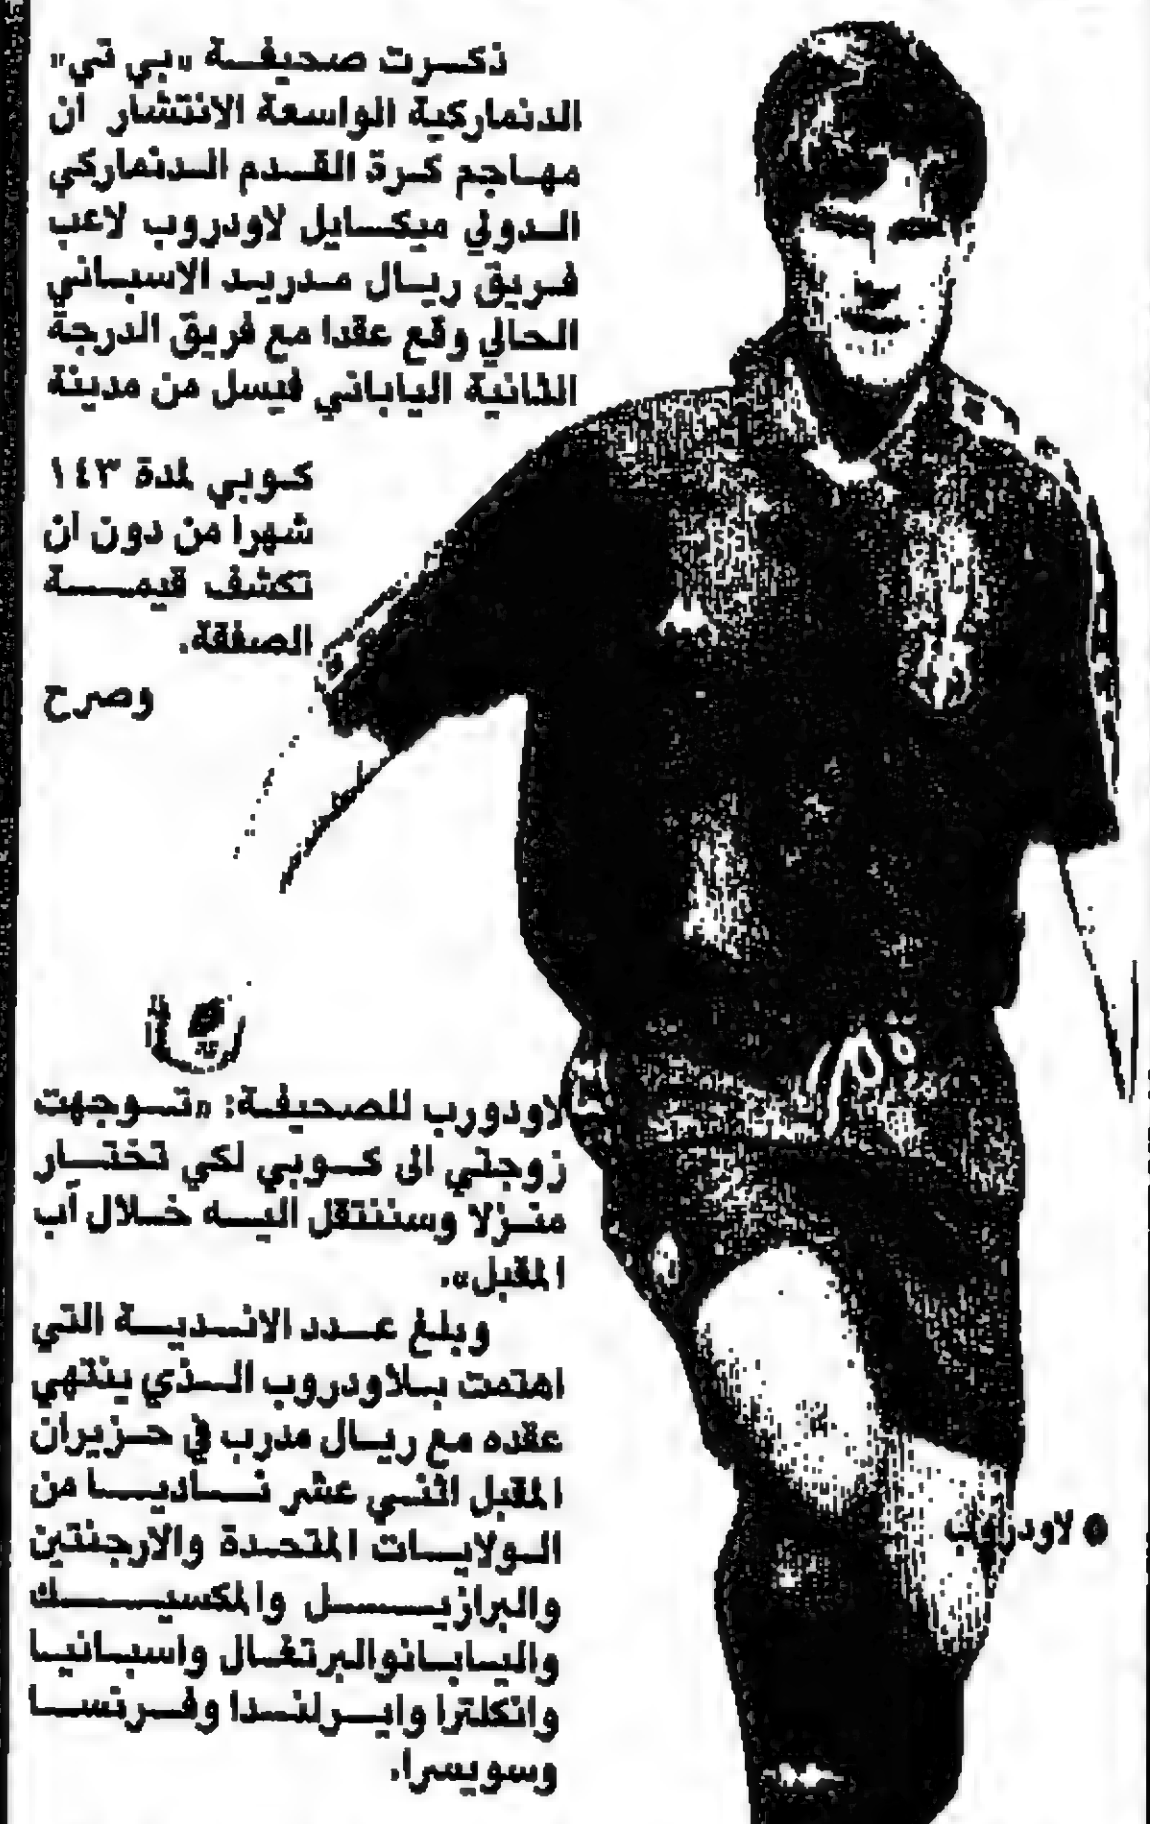 ذكرت صحيفة «بي تي»
الدنماركية الواسعة الانتشار ان
مهاجم كرة القدم الدنماركي
الدولي ميكايل لاودروب لاعب
فريق ريال مدريد الاسباني
الحالي وقع عقدا مع فريق الدرجة
الثانية الياباني فيسل من مدينة
كوبي لمدة ١٤٣
شهرا من دون ان
تكشف قيمة
الصفقة.
وصرح
لاودورب للصحيفة: «توجهت
زوجتي الى كوبي لكي تختار
منزلا وسننتقل اليه خلال آب
المقبل».
وبلغ عدد الاندية التي
اهتمت بلاودروب الذي ينتهي
عقده مع ريال مدرب في حزيران
المقبل اثني عشر ناديا من
الولايات المتحدة والارجنتين
والبرازيل والمكسيك
واليابانوالبرتغال واسبانيا
وانكلترا وايرلندا وفرنسا
وسويسرا.
● لاودراوب